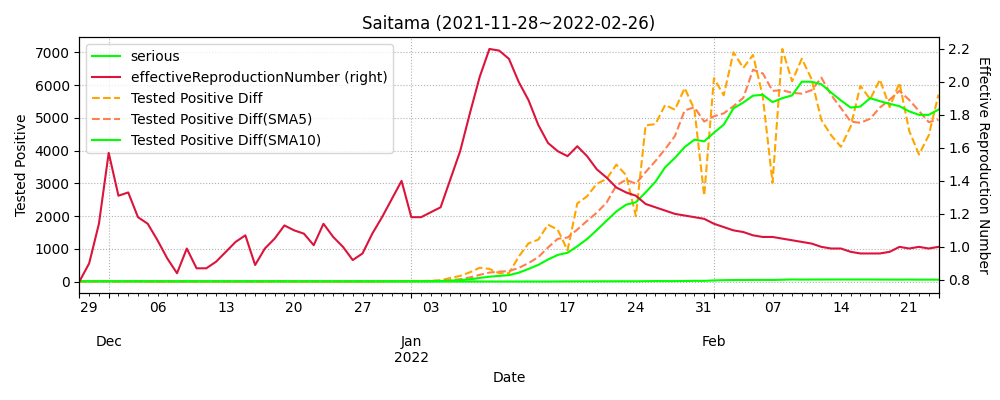 Saitama (2021-11-28~2022-02-26)
serious
effectiveReproductionNumber (right)
Tested Positive Diff
Tested Positive Diff(SMA5)
Tested Positive Diff(SMA10)
Tested Positive
7000
6000
5000
4000
3000
2000
1000
0
2.2
2.0
1.8
1.6
1.4
1.2
1.0
0.8
Effective Reproduction Number
29 06 13 20 27 03 10 17 24 31 07 14 21
Dec Jan Feb
2022
Date